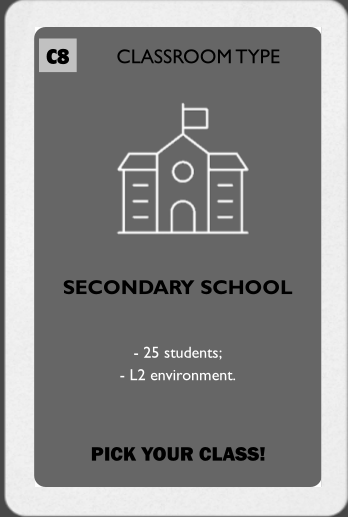 C8 CLASSROOM TYPE
SECONDARY SCHOOL
- 25 students;
- L2 environment.
PICK YOUR CLASS!